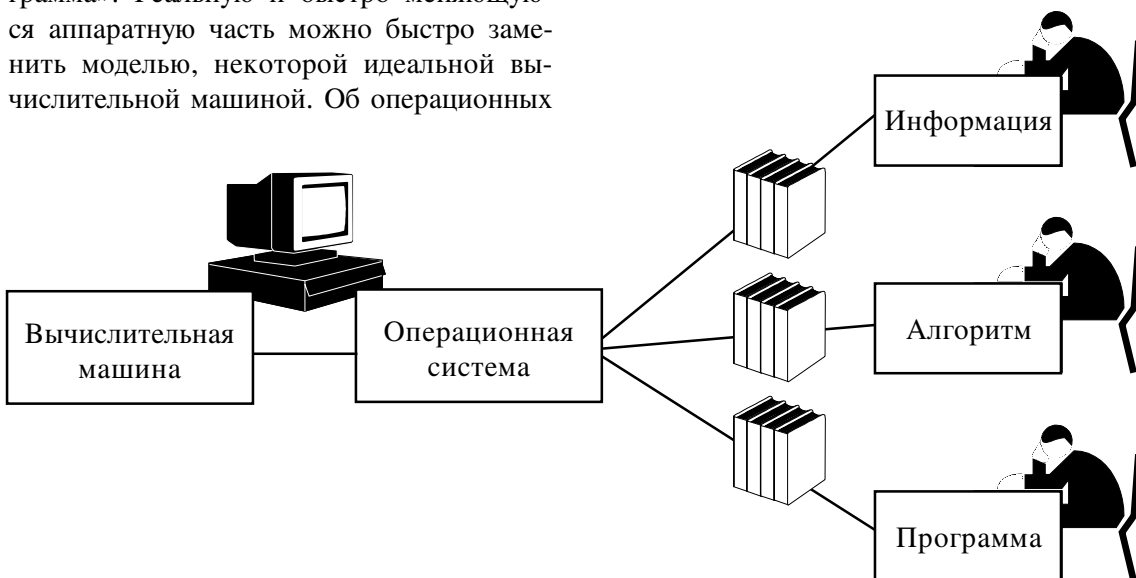 грамма». Реальную и быстро меняющую-
ся аппаратную часть можно быстро заме-
нить моделью, некоторой идеальной вы-
числительной машиной. Об операционных
Информация
Вычислительная
машина
Операционная
система
Алгоритм
Программа